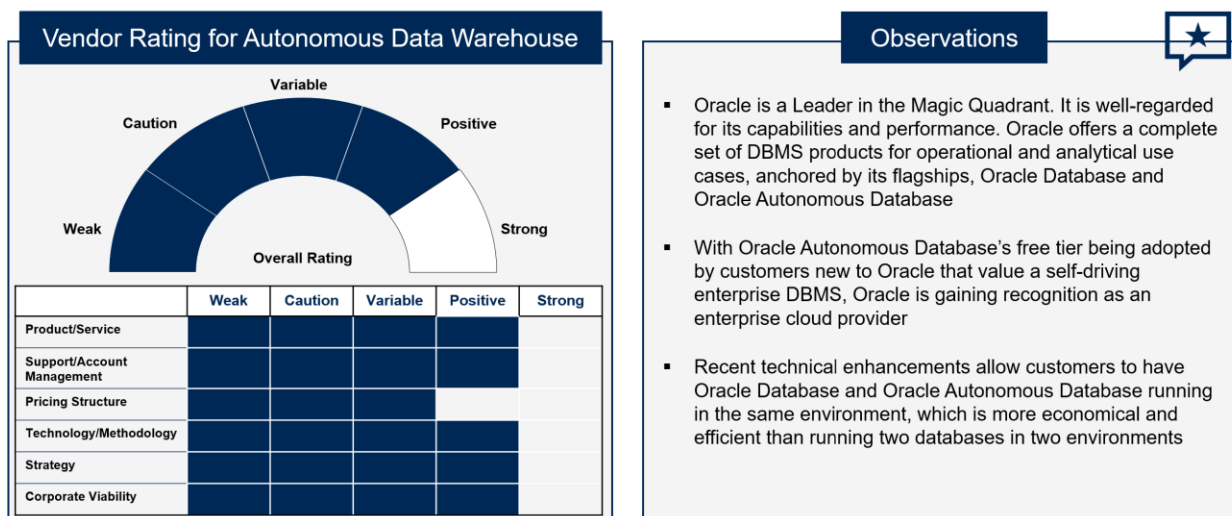 Vendor Rating for Autonomous Data Warehouse
Variable
Caution
Positive
Weak
Strong
Overall Rating
Weak Caution Variable Positive Strong
Product/Service
Support/Account
Management
Pricing Structure
Technology/Methodology
Strategy
Corporate Viability
Observations
▪ Oracle is a Leader in the Magic Quadrant. It is well-regarded
for its capabilities and performance. Oracle offers a complete
set of DBMS products for operational and analytical use
cases, anchored by its flagships, Oracle Database and
Oracle Autonomous Database
▪ With Oracle Autonomous Database’s free tier being adopted
by customers new to Oracle that value a self-driving
enterprise DBMS, Oracle is gaining recognition as an
enterprise cloud provider
▪ Recent technical enhancements allow customers to have
Oracle Database and Oracle Autonomous Database running
in the same environment, which is more economical and
efficient than running two databases in two environments